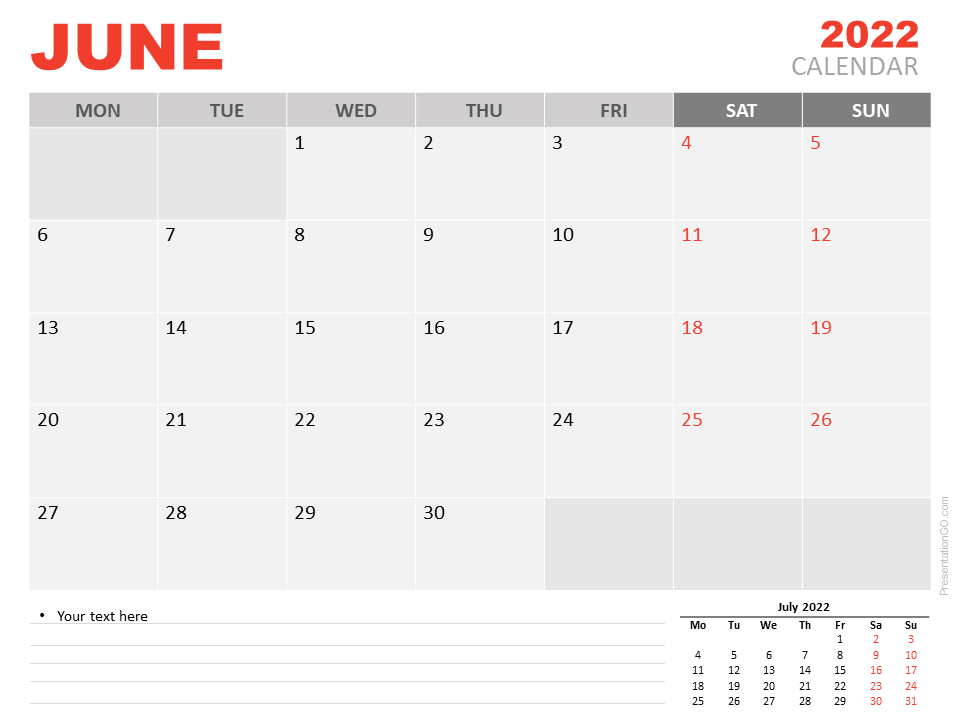 JUNE
2022
CALENDAR
MON TUE WED THU FRI SAT SUN
1 2 3 4 5
6 7 8 9 10 11 12
13 14 15 16 17 18 19
20 21 22 23 24 25 26
27 28 29 30
PresentationGO.com
• Your text here
July 2022
Mo Tu We Th Fr Sa Su
1 2 3
4 5 6 7 8 9 10
11 12 13 14 15 16 17
18 19 20 21 22 23 24
25 26 27 28 29 30 31